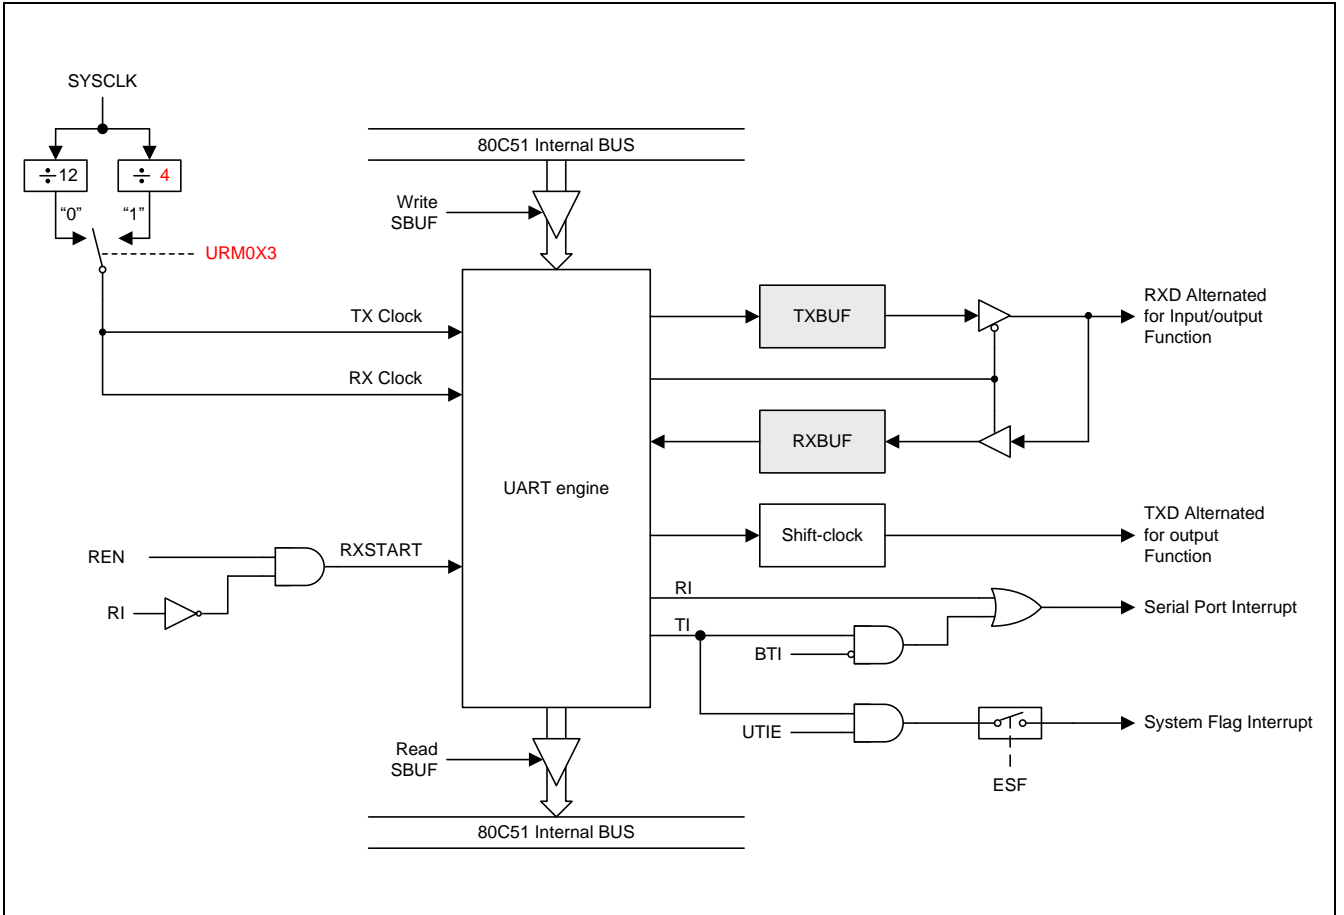 SYSCLK
÷12
÷ 4
“0”
“1”
URM0X3
80C51 Internal BUS
Write
SBUF
TX Clock
RX Clock
TXBUF
RXD Alternated
for Input/output
Function
RXBUF
UART engine
Shift-clock
TXD Alternated
for output
Function
REN
RXSTART
RI
RI
Serial Port Interrupt
TI
BTI
UTIE
System Flag Interrupt
ESF
Read
SBUF
80C51 Internal BUS